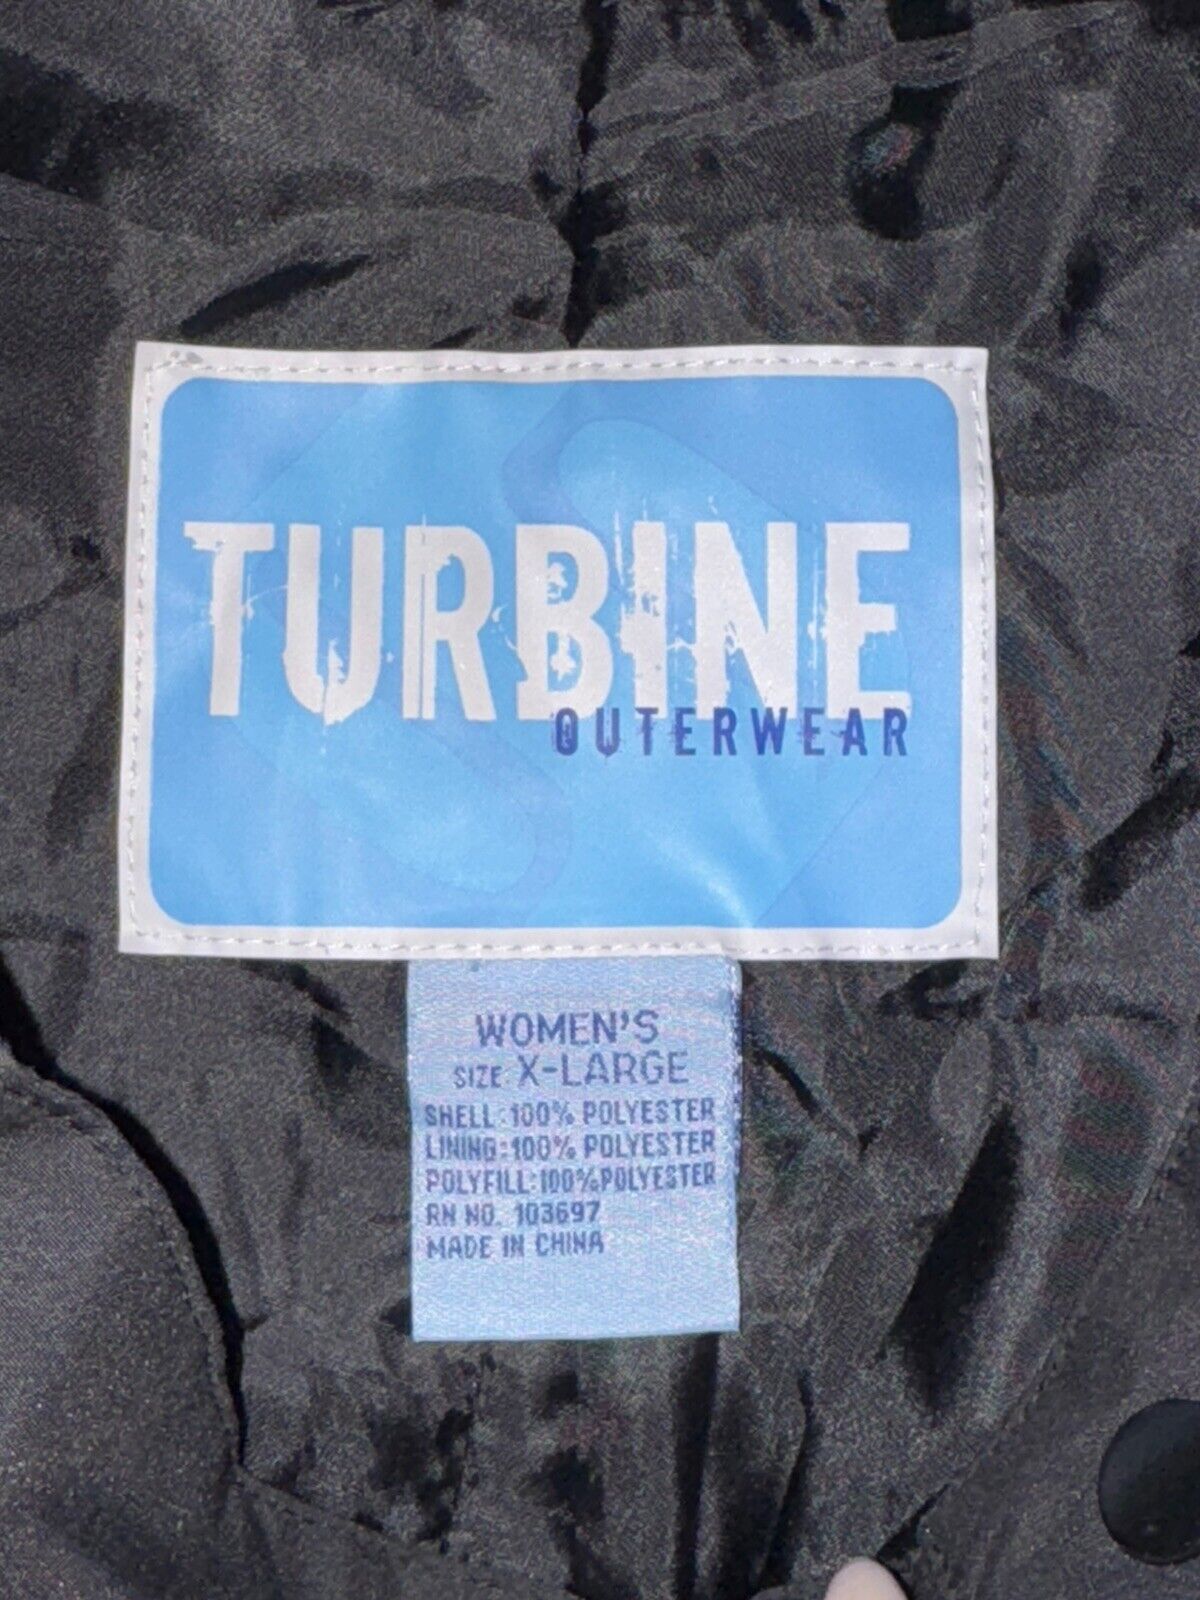 TURBINE
OUTERWEAR
WOMEN'S
SIZE X-LARGE
SHELL:100% POLYESTER
LINING:100% POLYESTER
POLYFILL:100%POLYESTER
RN NO. 103697
MADE IN CHINA